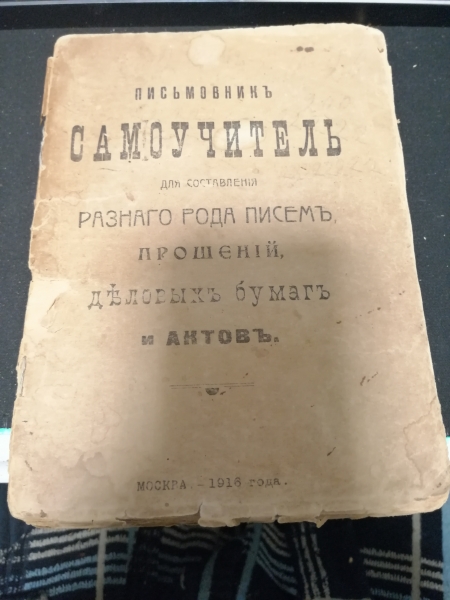 ПИСЬМОВНИКЪ
САМОУЧИТЕЛЬ
ДЛЯ СОСТАВЛЕНІЯ
РАЗНАГО РОДА ПИСЕМЪ,
ПРОШЕНІЙ,
ДѢЛОВЫХЪ бУМАГЪ
и АКТОВЪ.
МОСКВА. – 1916 года.